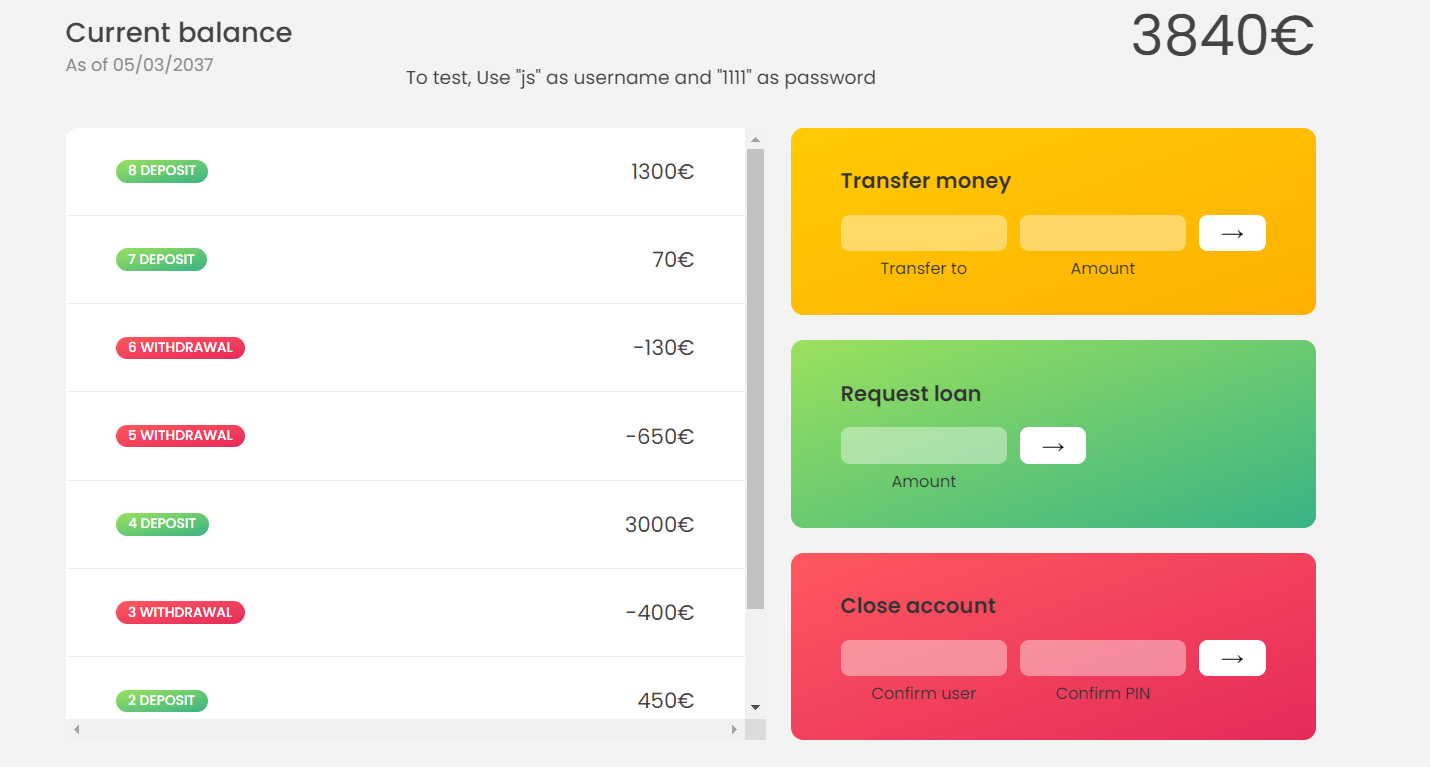 Current balance
3840€
As of 05/03/2037
To test, Use "js" as username and "1111" as password
8 DEPOSIT
1300€
7 DEPOSIT
70€
6 WITHDRAWAL
-130€
5 WITHDRAWAL
-650€
4 DEPOSIT
3000€
3 WITHDRAWAL
-400€
2 DEPOSIT
450€
Transfer money
→
Transfer to
Amount
Request loan
→
Amount
Close account
→
Confirm user
Confirm PIN